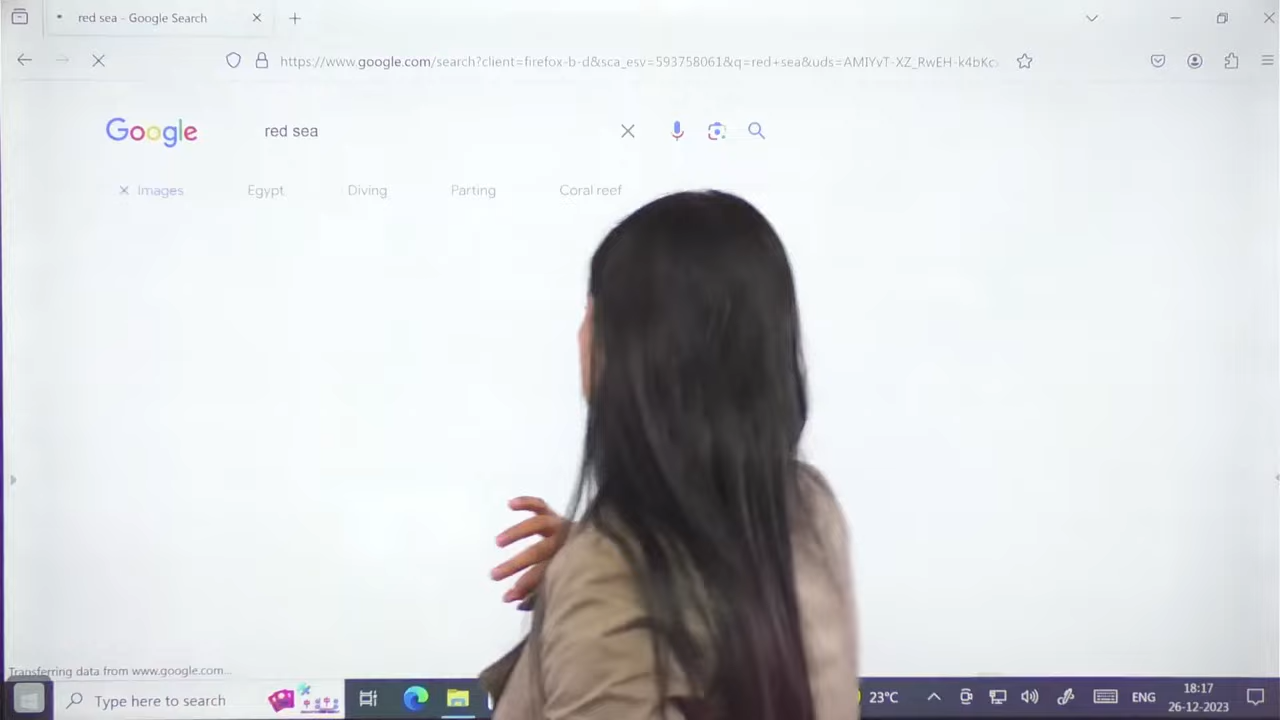 red sea - Google Search
https://www.google.com/search?client=firefox-b-d&sca_esv=593758061&q=red+sea&uds=AMIYvT-XZ_RwEH-k4bKc
Google
red sea
Images
Egypt
Diving
Parting
Coral reef
Transferring data from www.google.com...
Type here to search
23°C
ENG
18:17
26-12-2023